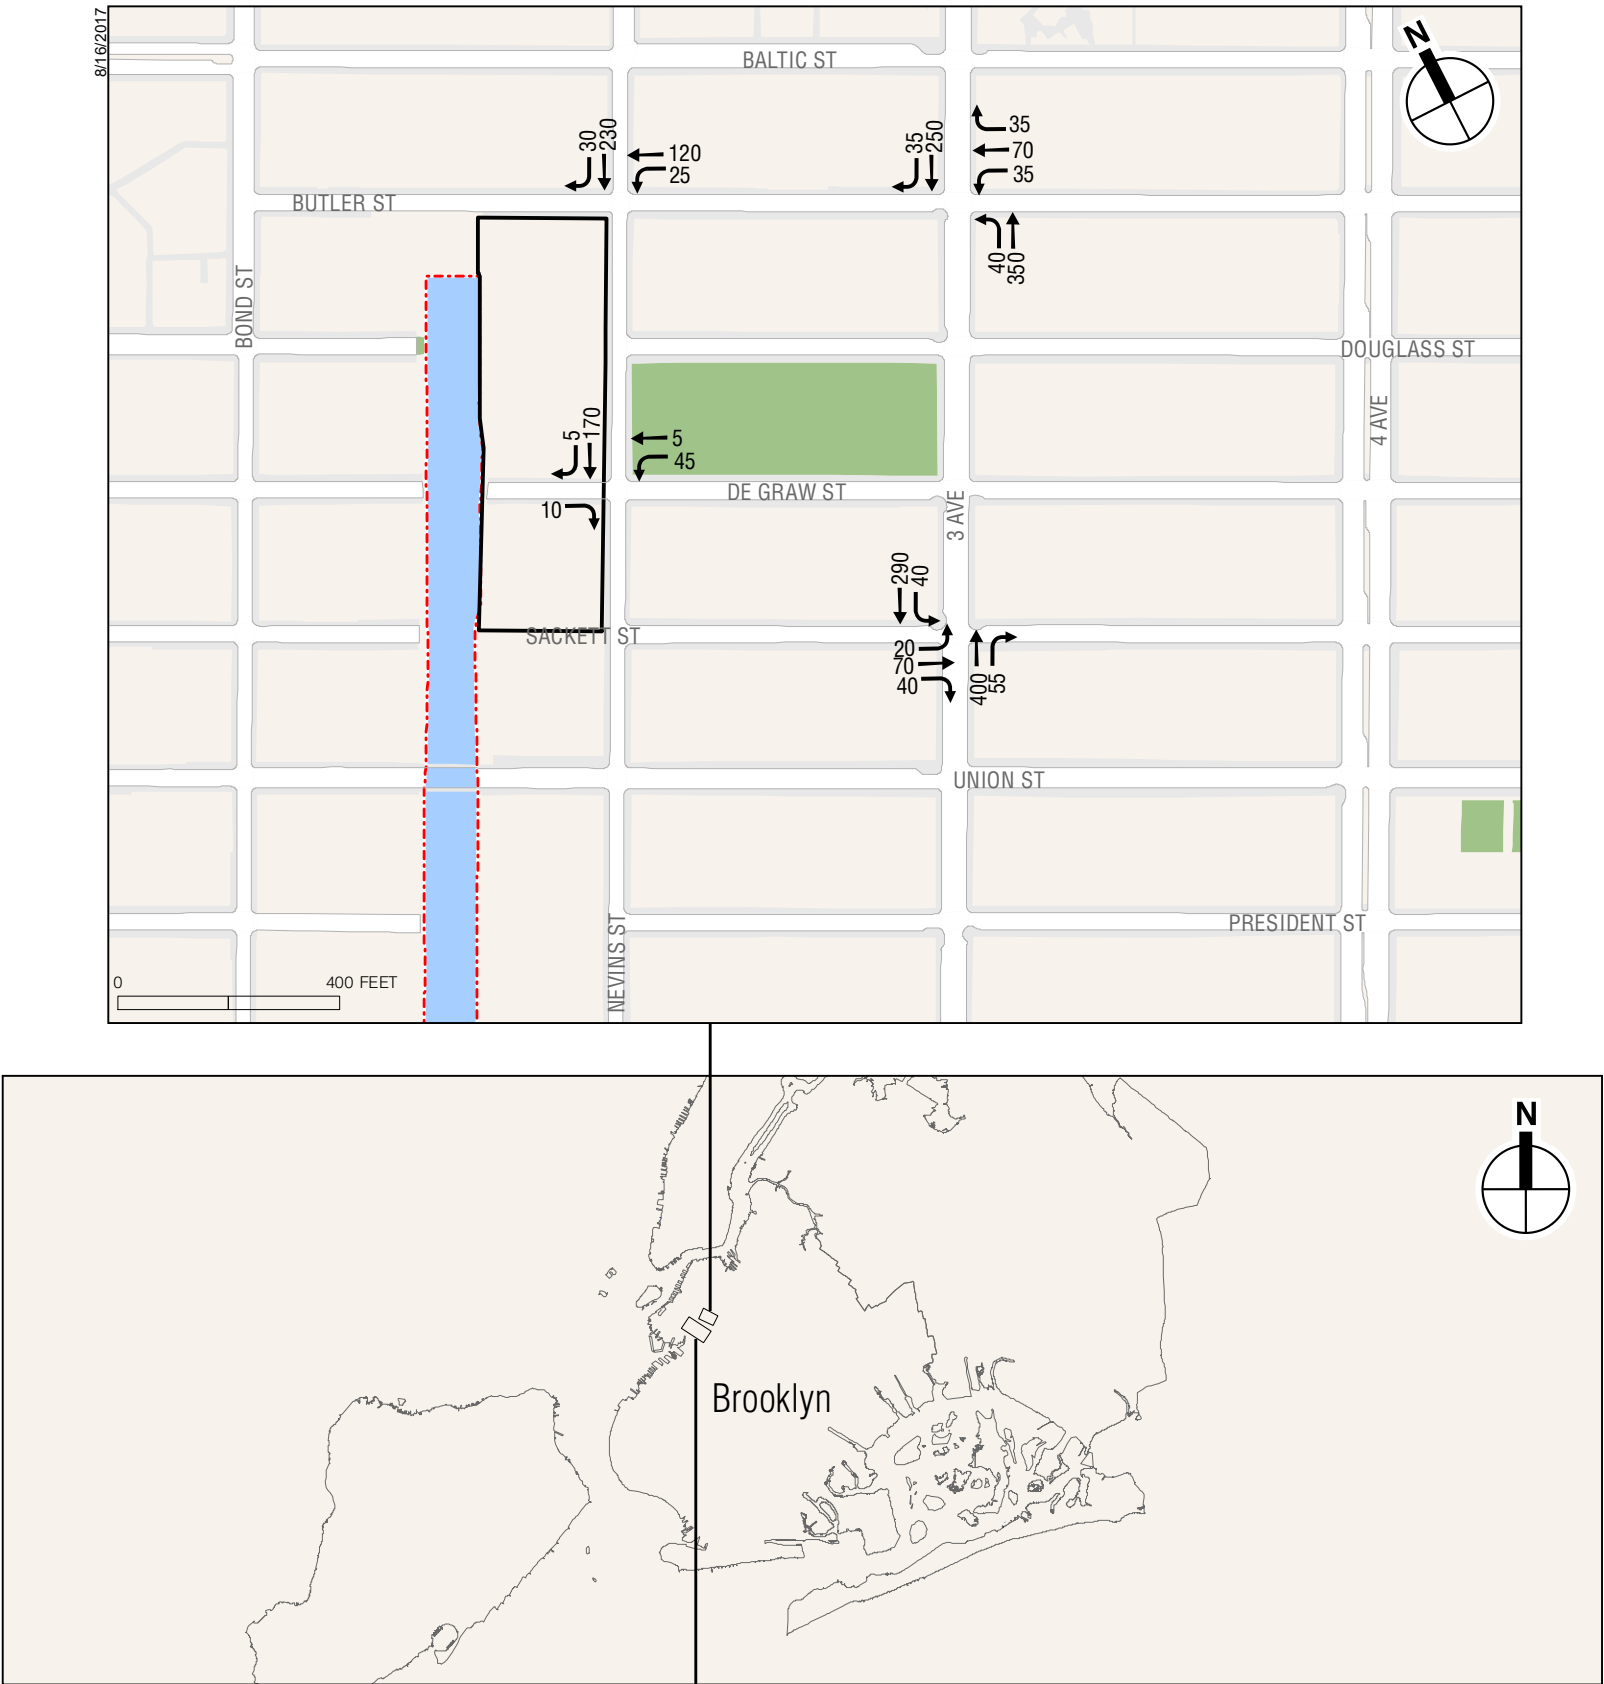 8/16/2017
BALTIC ST
N
30
230
120
25
35
250
35
70
35
BUTLER ST
40
350
BOND ST
DOUGLASS ST
4 AVE
5
170
5
45
DE GRAW ST
10
3 AVE
290
40
SACKETT ST
20
70
40
400
55
UNION ST
PRESIDENT ST
NEVINS ST
0
400 FEET
N
Brooklyn